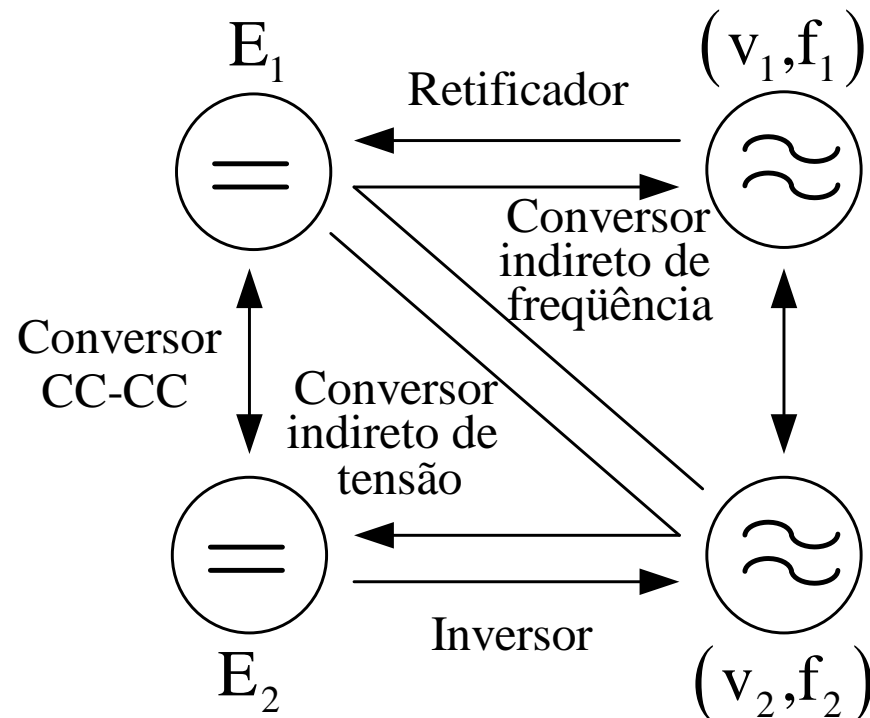 E₁
(v₁,f₁)
Retificador
Conversor
indireto de
freqüência
Conversor
CC-CC
Conversor
indireto de
tensão
Inversor
E₂
(v₂,f₂)